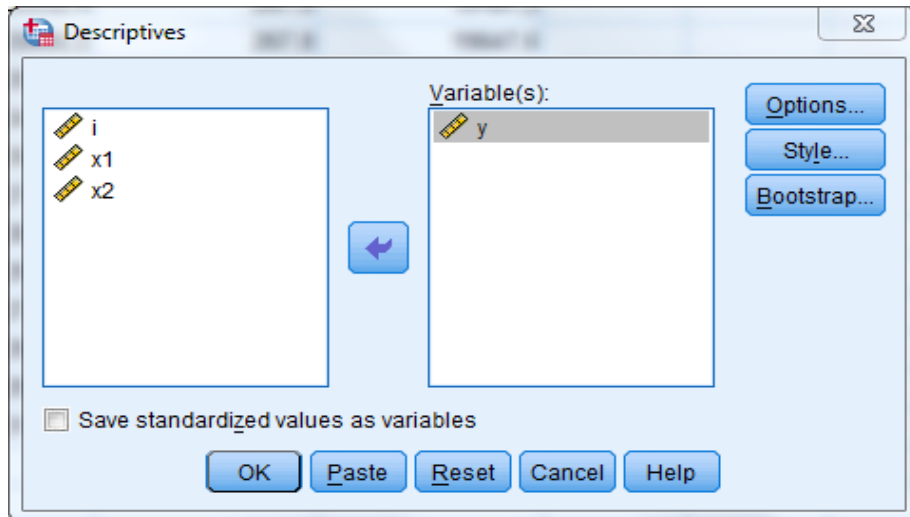 Descriptives
Variable(s):
i
x1
x2
y
Options...
Style...
Bootstrap...
Save standardized values as variables
OK Paste Reset Cancel Help